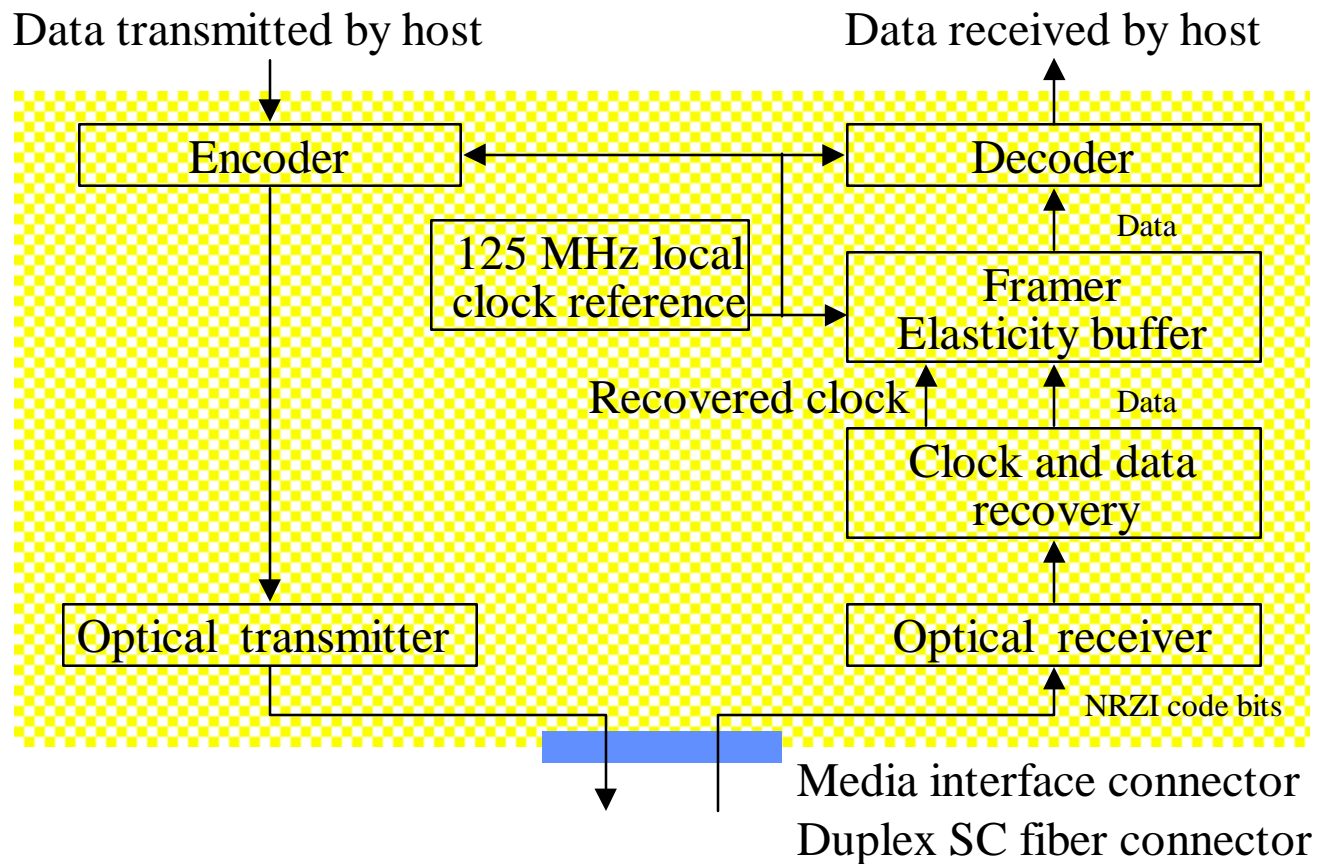 Data transmitted by host
Data received by host
Encoder
Decoder
Data
125 MHz local
clock reference
Framer
Elasticity buffer
Recovered clock
Data
Clock and data
recovery
Optical transmitter
Optical receiver
NRZI code bits
Media interface connector
Duplex SC fiber connector